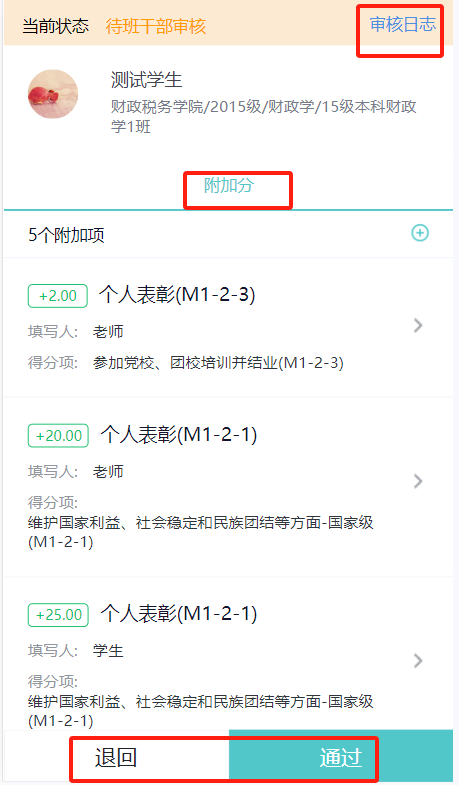 当前状态 待班干部审核 审核日志
测试学生
财政税务学院/2015级/财政学/15级本科财政
学1班
附加分
5个附加项
+2.00 个人表彰(M1-2-3)
填写人: 老师
得分项: 参加党校、团校培训并结业(M1-2-3)
+20.00 个人表彰(M1-2-1)
填写人: 老师
得分项:
维护国家利益、社会稳定和民族团结等方面-国家级
(M1-2-1)
+25.00 个人表彰(M1-2-1)
填写人: 学生
得分项:
维护国家利益、社会稳定和民族团结等方面-国家级
(M1-2-1)
退回 通过